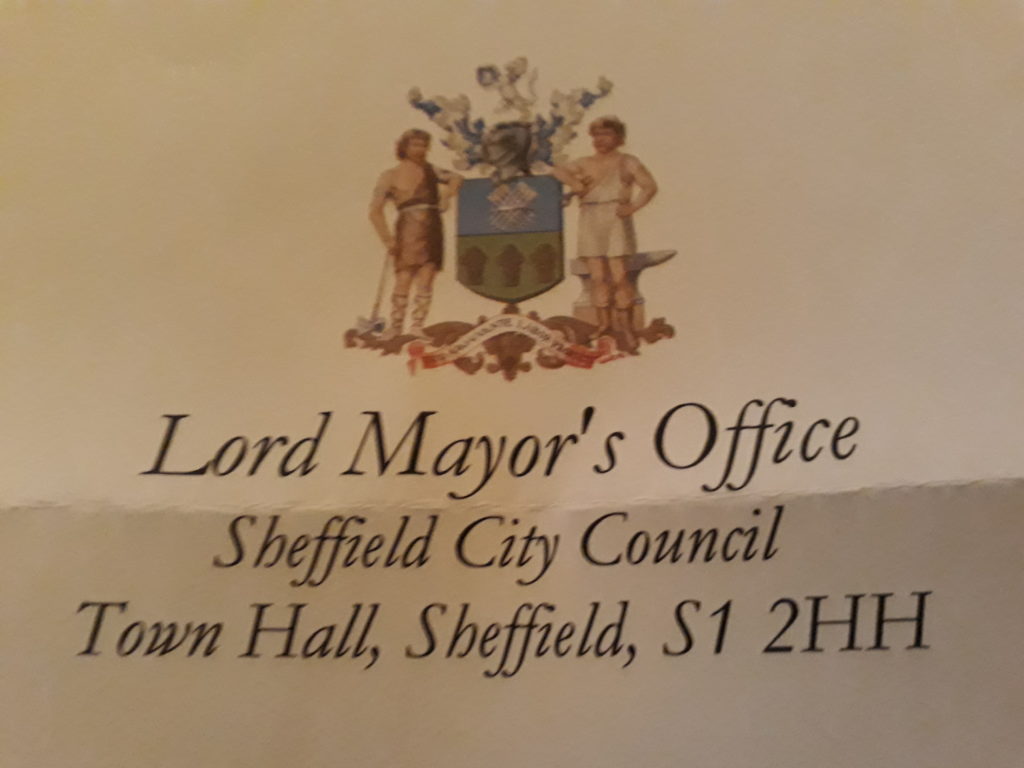 Lord Mayor's Office
Sheffield City Council
Town Hall, Sheffield, S1 2HH